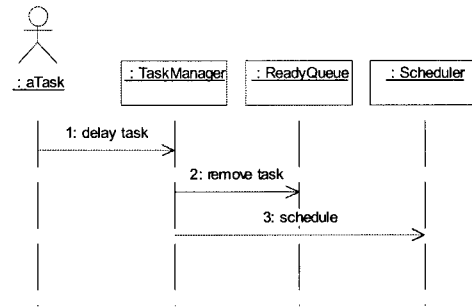 : aTask
: TaskManager
: ReadyQueue
: Scheduler
1: delay task
2: remove task
3: schedule